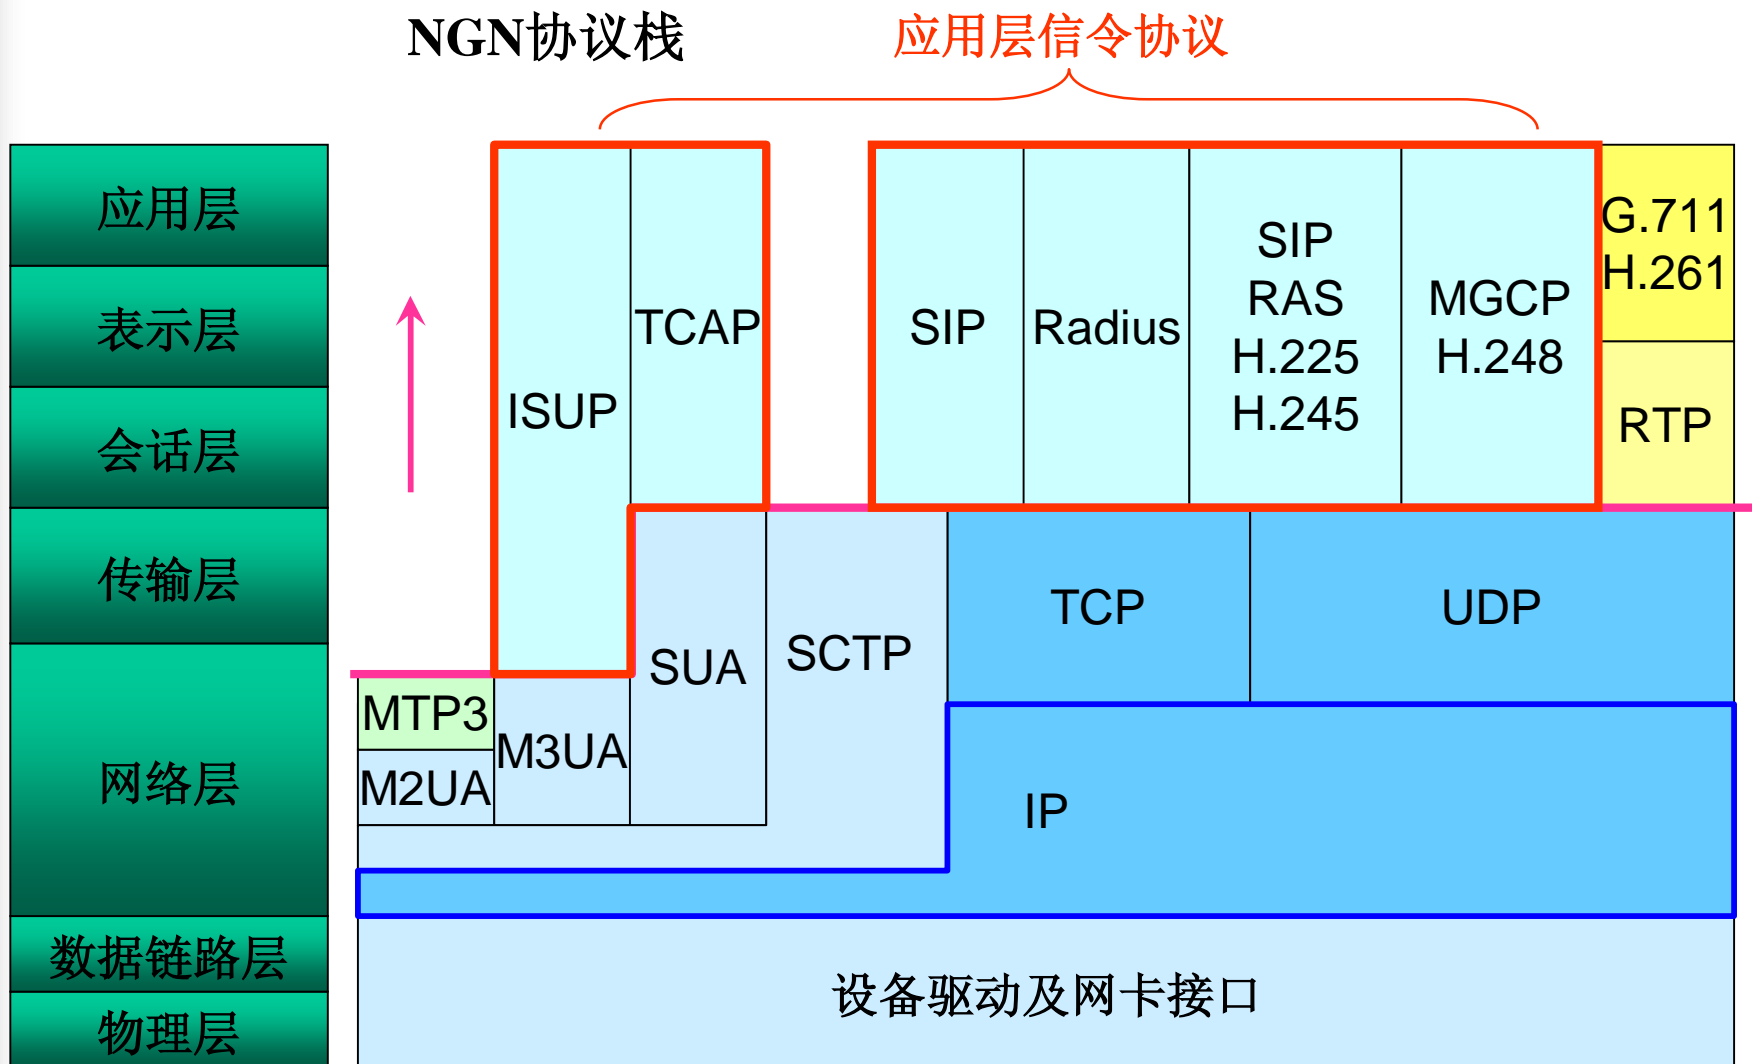 NGN协议栈
应用层信令协议
应用层
表示层
会话层
传输层
网络层
数据链路层
物理层
ISUP
TCAP
SIP
Radius
SIP
RAS
H.225
H.245
MGCP
H.248
G.711
H.261
RTP
MTP3
M2UA
M3UA
SUA
SCTP
TCP
UDP
IP
设备驱动及网卡接口